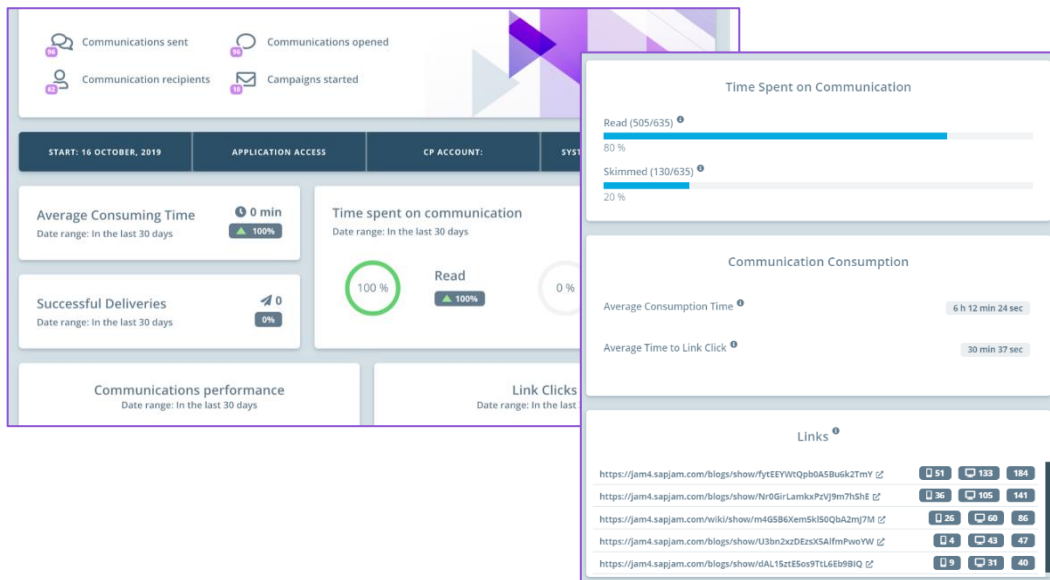 Communications sent
96
Communications opened
96
Communication recipients
62
Campaigns started
10
START: 16 OCTOBER, 2019
APPLICATION ACCESS
CP ACCOUNT:
Average Consuming Time
0 min
Date range: In the last 30 days
100%
Successful Deliveries
0
Date range: In the last 30 days
0%
Time spent on communication
Date range: In the last 30 days
100 %
Read
100%
0 %
Communications performance
Date range: In the last 30 days
Link Clicks
Date range: In the last
Time Spent on Communication
Read (505/635)
80 %
Skimmed (130/635)
20 %
Communication Consumption
Average Consumption Time
6 h 12 min 24 sec
Average Time to Link Click
30 min 37 sec
Links
https://jam4.sapjam.com/blogs/show/fytEEYWtQpb0A5Bu6k2TmY 51 133 184
https://jam4.sapjam.com/blogs/show/Nr0GirLamkxPzVJ9m7hShE 36 105 141
https://jam4.sapjam.com/wiki/show/m4G5B6Xem5kl50QbA2mJ7M 26 60 86
https://jam4.sapjam.com/blogs/show/U3bn2xzDEzsX5AlfmPwoYW 4 43 47
https://jam4.sapjam.com/blogs/show/dAL15ztE5os9TtL6Eb9BIQ 9 31 40